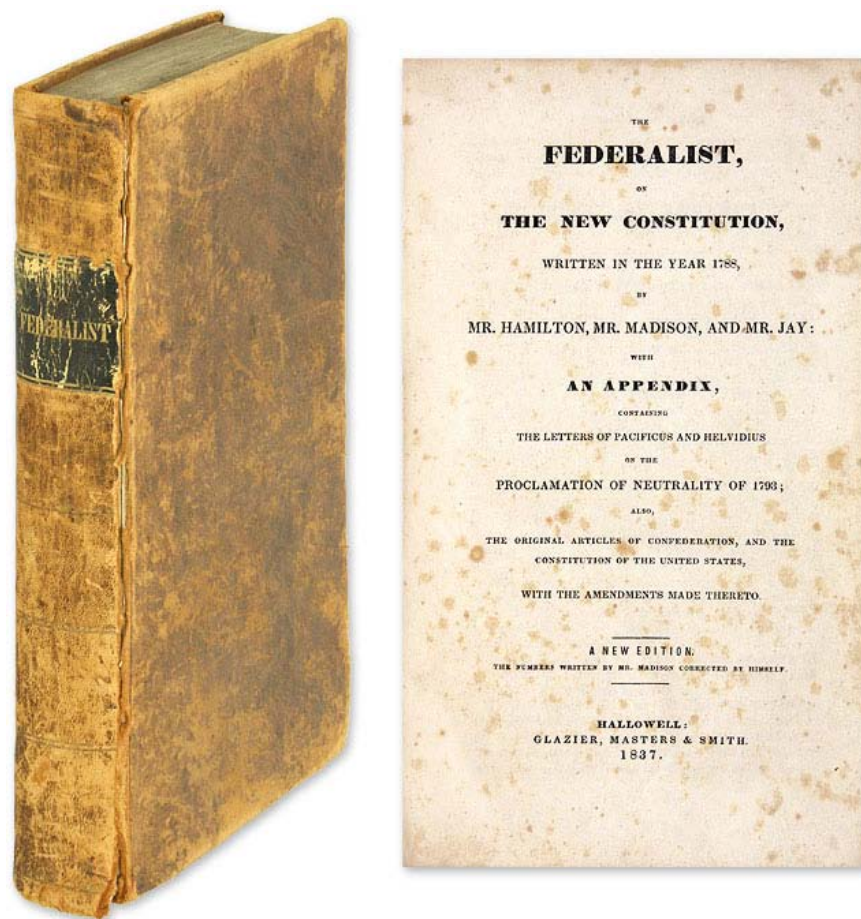 FEDERALIST
THE
FEDERALIST,
ON
THE NEW CONSTITUTION,
WRITTEN IN THE YEAR 1788,
BY
MR. HAMILTON, MR. MADISON, AND MR. JAY:
WITH
AN APPENDIX,
CONTAINING
THE LETTERS OF PACIFICUS AND HELVIDIUS
ON THE
PROCLAMATION OF NEUTRALITY OF 1793;
ALSO,
THE ORIGINAL ARTICLES OF CONFEDERATION, AND THE
CONSTITUTION OF THE UNITED STATES,
WITH THE AMENDMENTS MADE THERETO.
A NEW EDITION.
THE NUMBERS WRITTEN BY MR. MADISON CORRECTED BY HIMSELF.
HALLOWELL:
GLAZIER, MASTERS & SMITH.
1837.